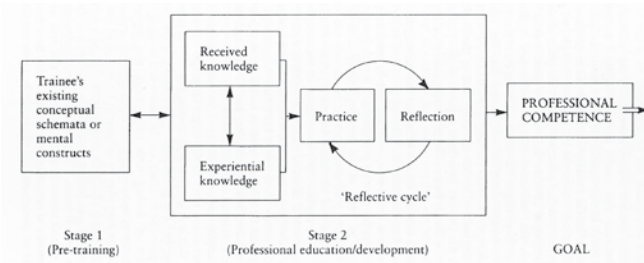 Trainee's
existing
conceptual
schemata or
mental
constructs
Received
knowledge
Experiential
knowledge
Practice
Reflection
'Reflective cycle'
PROFESSIONAL
COMPETENCE
Stage 1
(Pre-training)
Stage 2
(Professional education/development)
GOAL